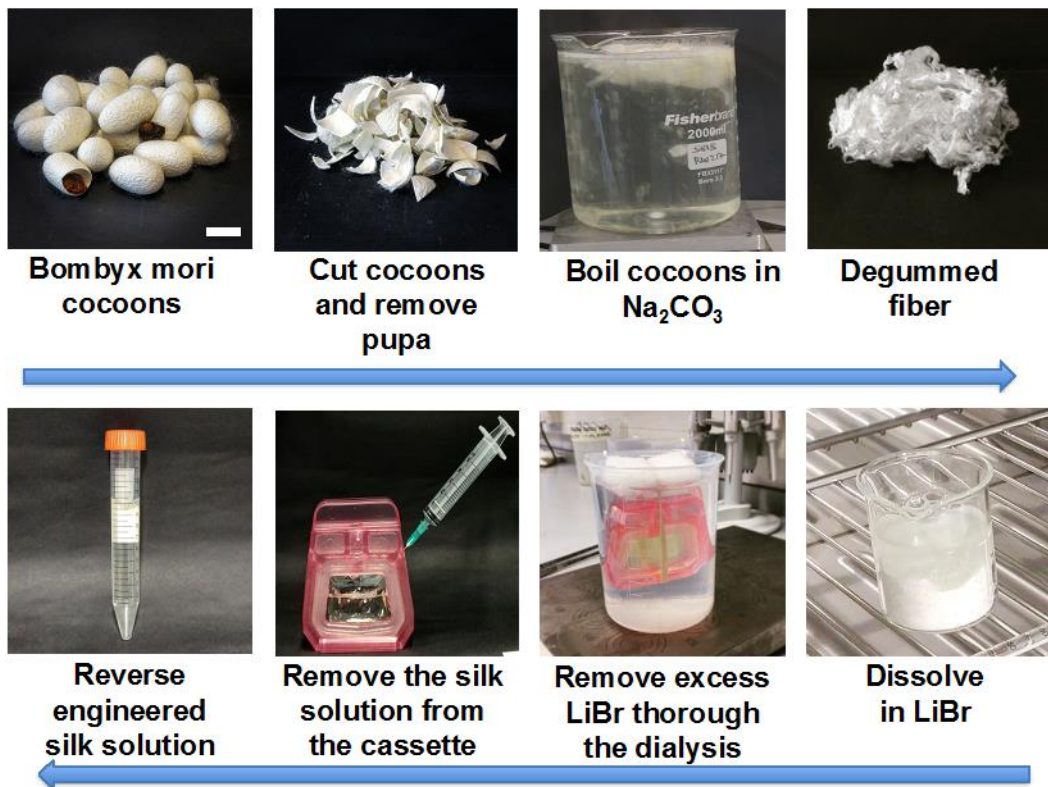 Fisherbrand
2000ml
Bombyx mori
cocoons
Cut cocoons
and remove
pupa
Boil cocoons in
Na₂CO₃
Degummed
fiber
Reverse
engineered
silk solution
Remove the silk
solution from
the cassette
Remove excess
LiBr thorough
the dialysis
Dissolve
in LiBr